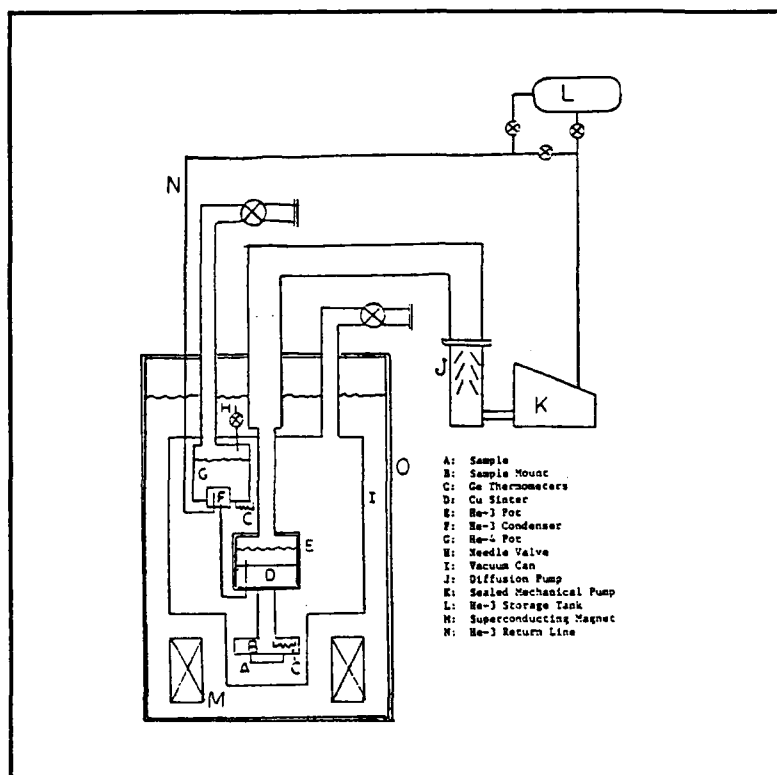 L
N
H
J
K
G
O
F
I
C
E
D
B
A
C
M
A: Sample
B: Sample Mount
C: Ge Thermometers
D: Cu Sinter
E: He-3 Pot
F: He-3 Condenser
G: He-4 Pot
H: Needle Valve
I: Vacuum Can
J: Diffusion Pump
K: Sealed Mechanical Pump
L: He-3 Storage Tank
M: Superconducting Magnet
N: He-3 Return Line